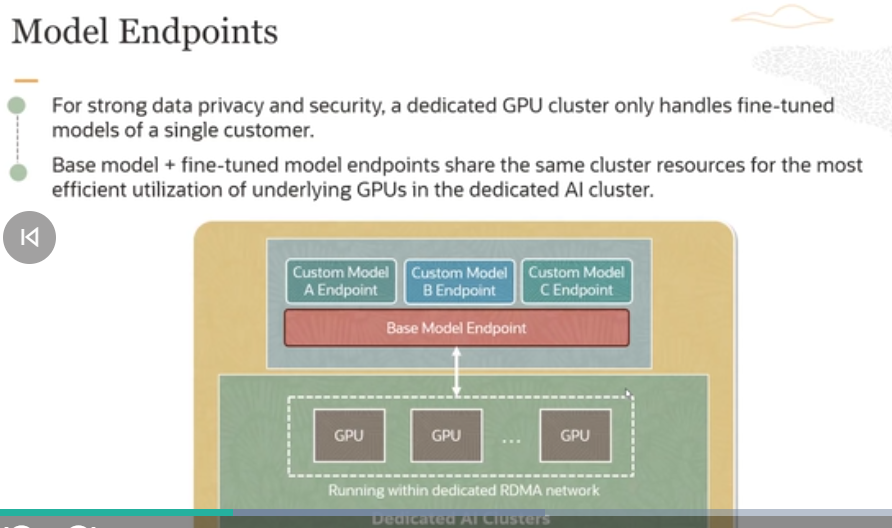 Model Endpoints
For strong data privacy and security, a dedicated GPU cluster only handles fine-tuned
models of a single customer.
Base model + fine-tuned model endpoints share the same cluster resources for the most
efficient utilization of underlying GPUs in the dedicated AI cluster.
Custom Model
A Endpoint
Custom Model
B Endpoint
Custom Model
C Endpoint
Base Model Endpoint
GPU
GPU
...
GPU
Running within dedicated RDMA network
Dedicated AI Clusters